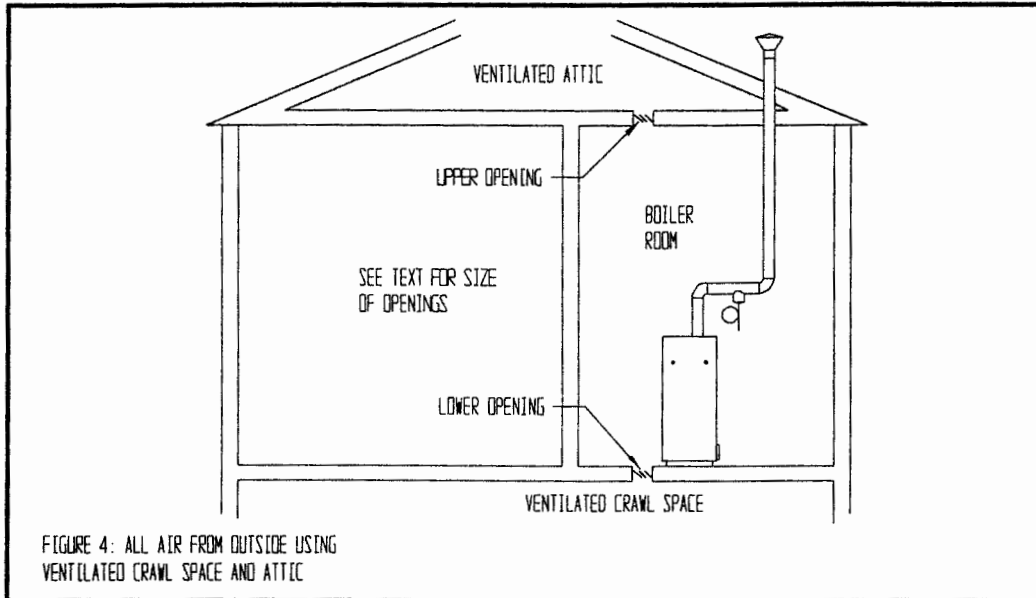 VENTILATED ATTIC
UPPER OPENING
BOILER
ROOM
SEE TEXT FOR SIZE
OF OPENINGS
LOWER OPENING
VENTILATED CRAWL SPACE
FIGURE 4: ALL AIR FROM OUTSIDE USING
VENTILATED CRAWL SPACE AND ATTIC